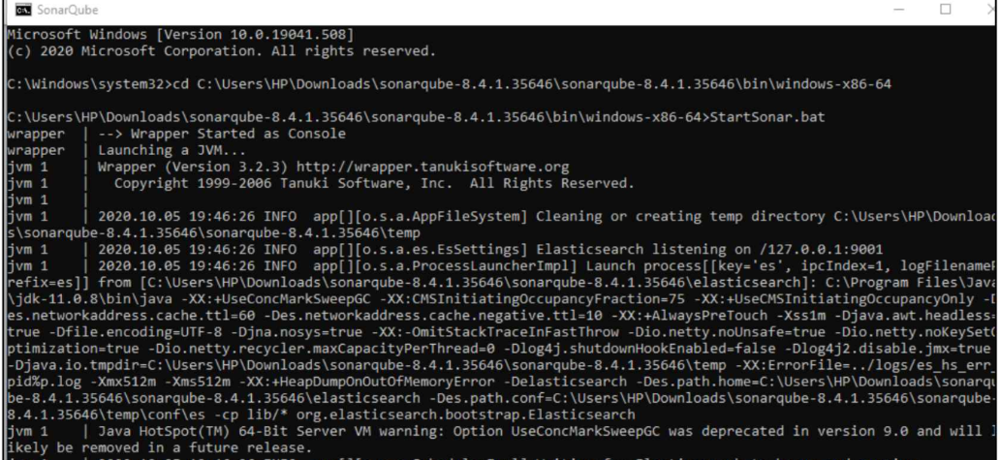 SonarQube
Microsoft Windows [Version 10.0.19041.508]
(c) 2020 Microsoft Corporation. All rights reserved.
C:\Windows\system32>cd C:\Users\HP\Downloads\sonarqube-8.4.1.35646\sonarqube-8.4.1.35646\bin\windows-x86-64
C:\Users\HP\Downloads\sonarqube-8.4.1.35646\sonarqube-8.4.1.35646\bin\windows-x86-64>StartSonar.bat
wrapper  | --> Wrapper Started as Console
wrapper  | Launching a JVM...
jvm 1    | Wrapper (Version 3.2.3) http://wrapper.tanukisoftware.org
jvm 1    |   Copyright 1999-2006 Tanuki Software, Inc.  All Rights Reserved.
jvm 1    |
jvm 1    | 2020.10.05 19:46:26 INFO  app[][o.s.a.AppFileSystem] Cleaning or creating temp directory C:\Users\HP\Download
s\sonarqube-8.4.1.35646\sonarqube-8.4.1.35646\temp
jvm 1    | 2020.10.05 19:46:26 INFO  app[][o.s.a.es.EsSettings] Elasticsearch listening on /127.0.0.1:9001
jvm 1    | 2020.10.05 19:46:26 INFO  app[][o.s.a.ProcessLauncherImpl] Launch process[[key='es', ipcIndex=1, logFilenameP
refix=es]] from [C:\Users\HP\Downloads\sonarqube-8.4.1.35646\sonarqube-8.4.1.35646\elasticsearch]: C:\Program Files\Java
\jdk-11.0.8\bin\java -XX:+UseConcMarkSweepGC -XX:CMSInitiatingOccupancyFraction=75 -XX:+UseCMSInitiatingOccupancyOnly -D
es.networkaddress.cache.ttl=60 -Des.networkaddress.cache.negative.ttl=10 -XX:+AlwaysPreTouch -Xss1m -Djava.awt.headless=
true -Dfile.encoding=UTF-8 -Djna.nosys=true -XX:-OmitStackTraceInFastThrow -Dio.netty.noUnsafe=true -Dio.netty.noKeySetO
ptimization=true -Dio.netty.recycler.maxCapacityPerThread=0 -Dlog4j.shutdownHookEnabled=false -Dlog4j2.disable.jmx=true
-Djava.io.tmpdir=C:\Users\HP\Downloads\sonarqube-8.4.1.35646\sonarqube-8.4.1.35646\temp -XX:ErrorFile=../logs/es_hs_err_
pid%p.log -Xmx512m -Xms512m -XX:+HeapDumpOnOutOfMemoryError -Delasticsearch -Des.path.home=C:\Users\HP\Downloads\sonarqu
be-8.4.1.35646\sonarqube-8.4.1.35646\elasticsearch -Des.path.conf=C:\Users\HP\Downloads\sonarqube-8.4.1.35646\sonarqube-
8.4.1.35646\temp\conf\es -cp lib/* org.elasticsearch.bootstrap.Elasticsearch
jvm 1    | Java HotSpot(TM) 64-Bit Server VM warning: Option UseConcMarkSweepGC was deprecated in version 9.0 and will l
ikely be removed in a future release.